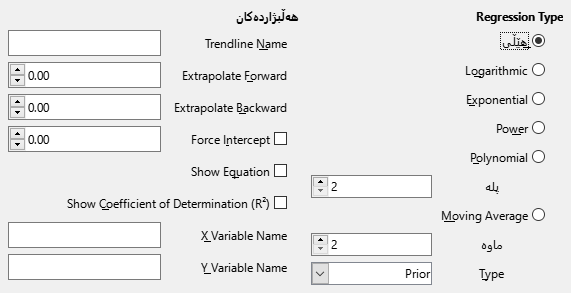 Regression Type
هێڵی
Logarithmic
Exponential
Power
Polynomial
پلە
2
Moving Average
ماوە
2
Type
Prior
هەڵبژاردەکان
Trendline Name
Extrapolate Forward
0.00
Extrapolate Backward
0.00
Force Intercept
0.00
Show Equation
Show Coefficient of Determination (R²)
X Variable Name
Y Variable Name